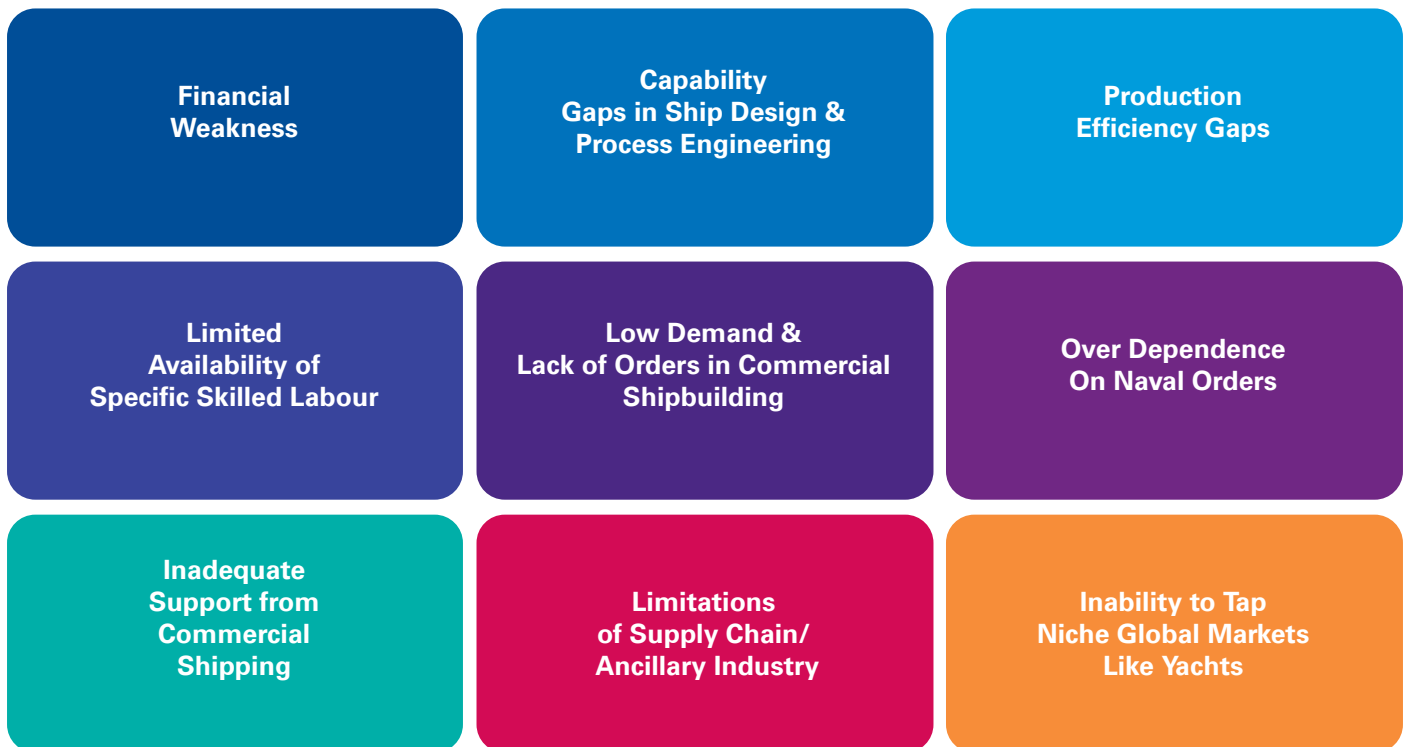 Financial
Weakness
Capability
Gaps in Ship Design &
Process Engineering
Production
Efficiency Gaps
Limited
Availability of
Specific Skilled Labour
Low Demand &
Lack of Orders in Commercial
Shipbuilding
Over Dependence
On Naval Orders
Inadequate
Support from
Commercial
Shipping
Limitations
of Supply Chain/
Ancillary Industry
Inability to Tap
Niche Global Markets
Like Yachts